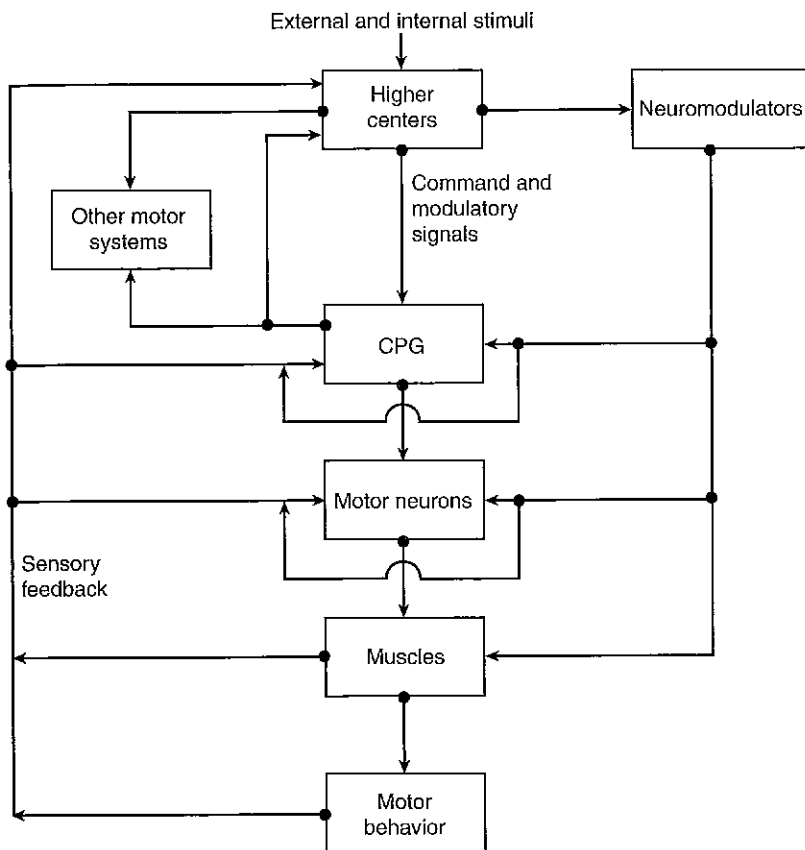 External and internal stimuli
Higher
centers
Neuromodulators
Command and
modulatory
signals
Other motor
systems
CPG
Motor neurons
Sensory
feedback
Muscles
Motor
behavior